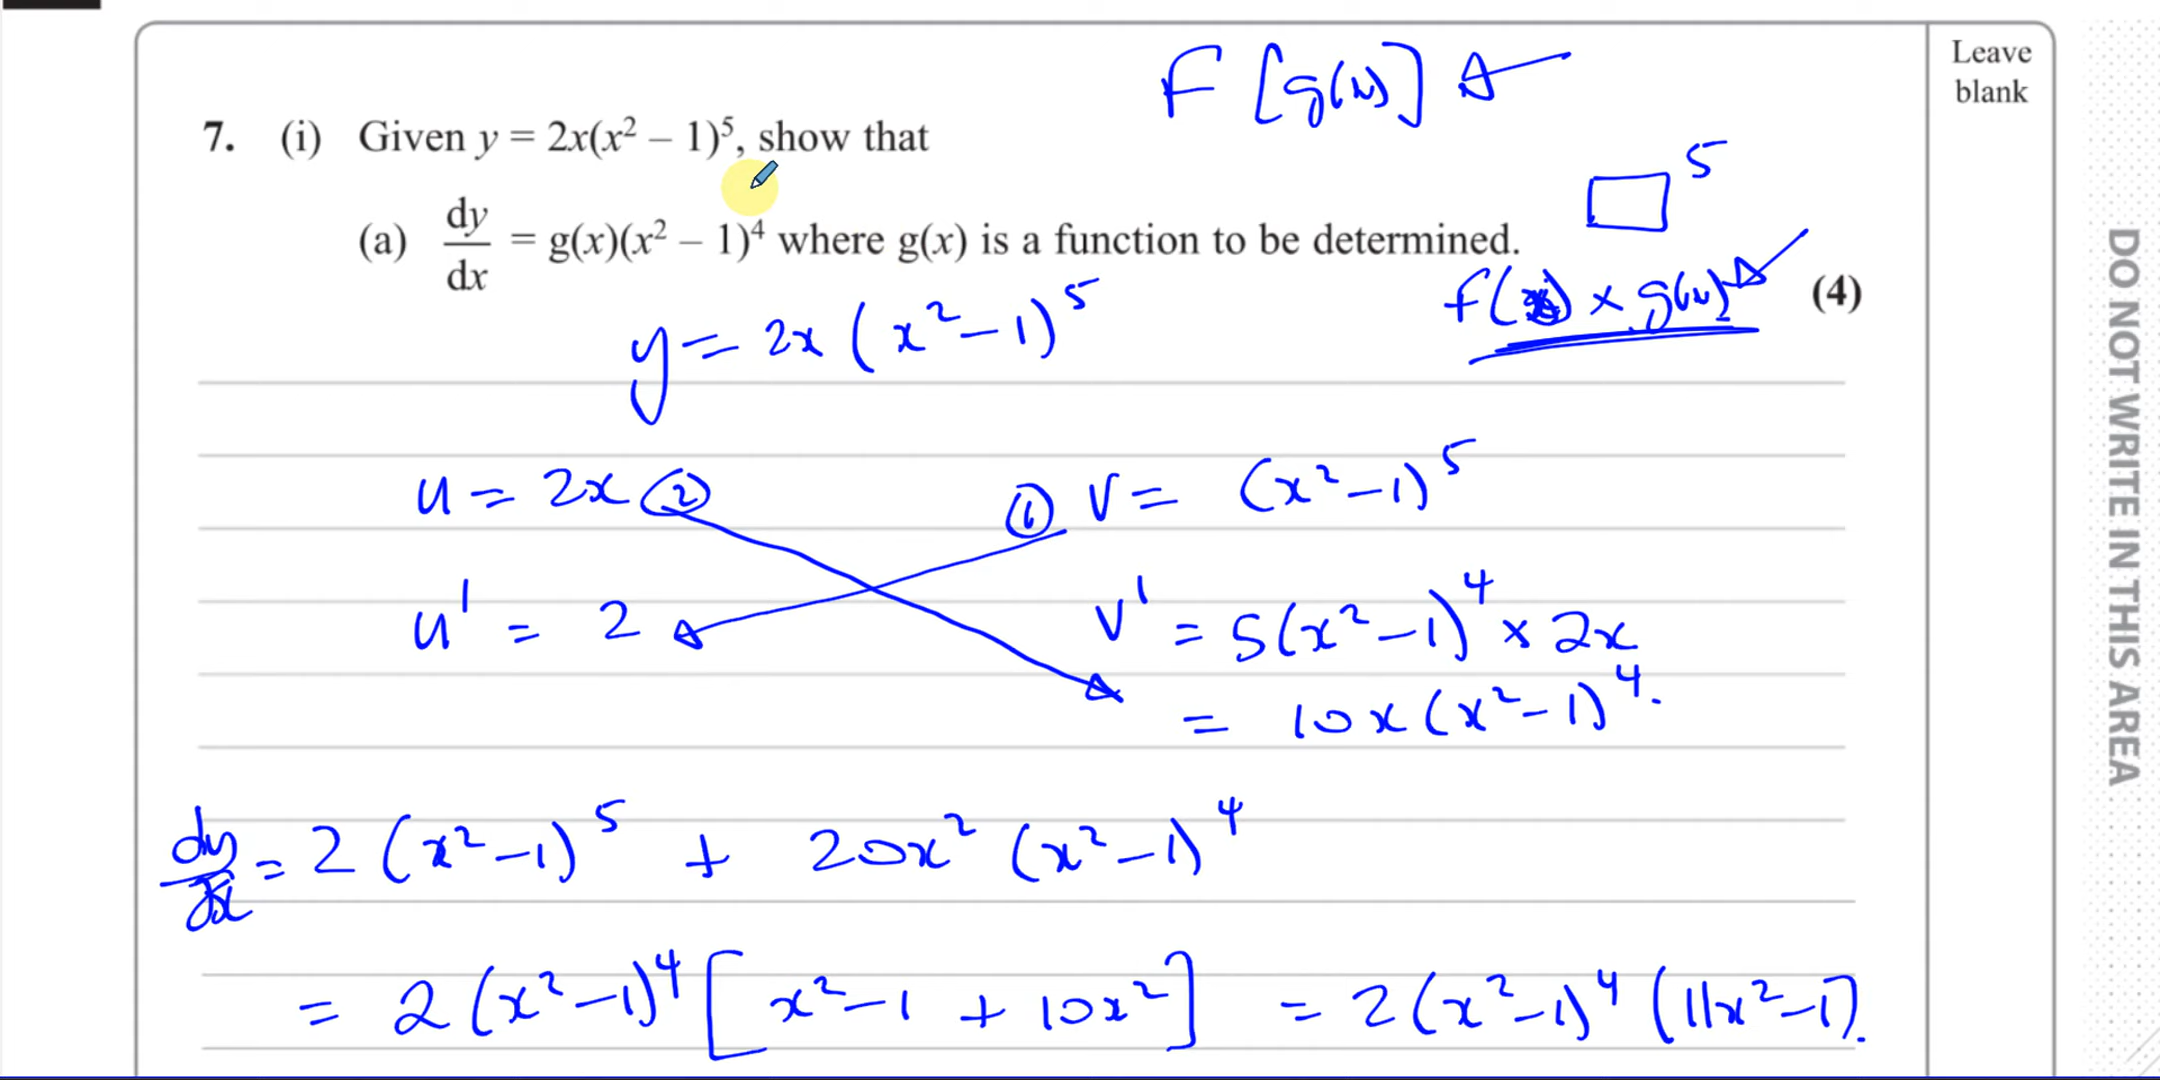 Leave
blank
F[g(x)]
7. (i) Given y = 2x(x² – 1)⁵, show that
□⁵
(a) dy/dx = g(x)(x² – 1)⁴ where g(x) is a function to be determined.
f(x) × g(x)
(4)
y = 2x(x²–1)⁵
u = 2x ② ① v = (x²–1)⁵
u' = 2 v' = 5(x²–1)⁴ × 2x
= 10x(x²–1)⁴.
dy/dx = 2(x²–1)⁵ + 20x²(x²–1)⁴
= 2(x²–1)⁴[x²–1 + 10x²] = 2(x²–1)⁴(11x²–1).
DO NOT WRITE IN THIS AREA